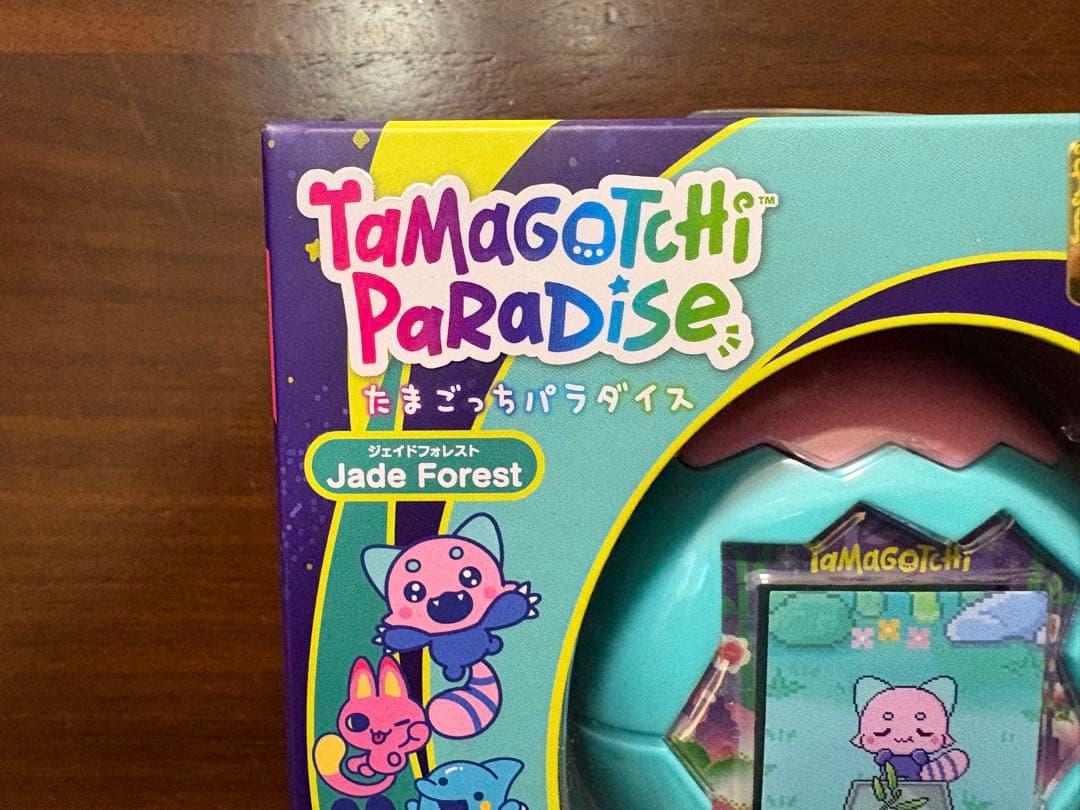 TaMaGOTCHi™
PaRaDiSe
たまごっちパラダイス
ジェイドフォレスト
Jade Forest
TaMaGOTCHi